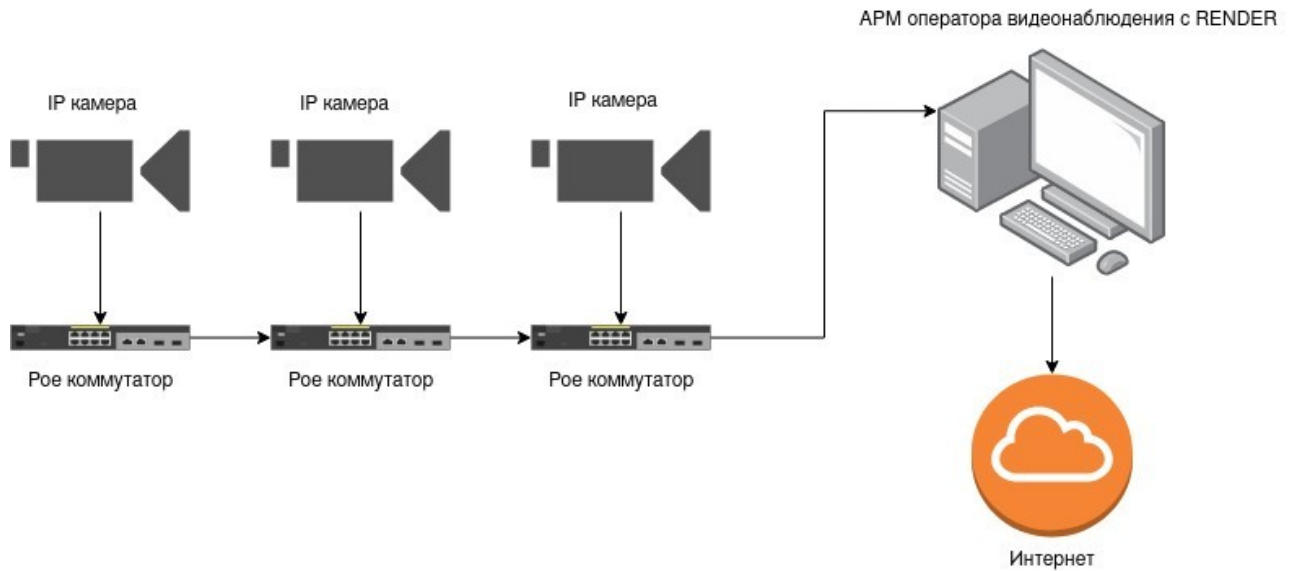 АРМ оператора видеонаблюдения с RENDER
IP камера
IP камера
IP камера
Poe коммутатор
Poe коммутатор
Poe коммутатор
Интернет